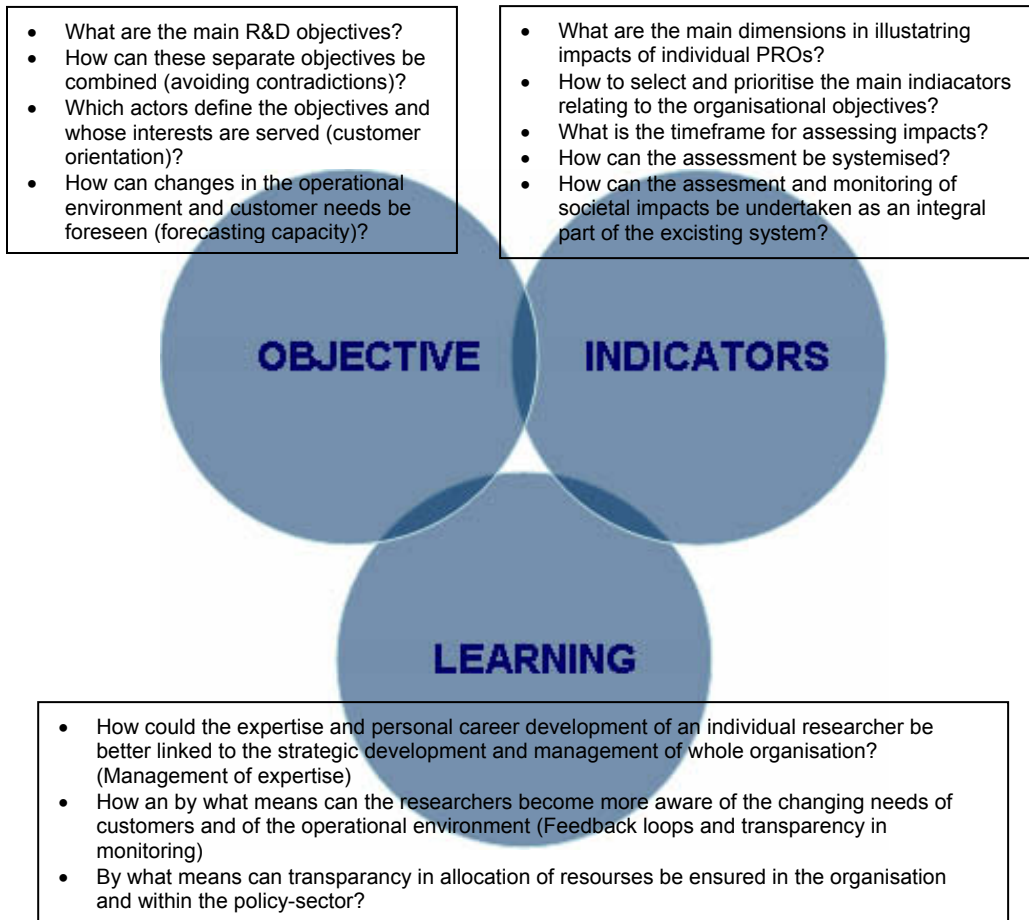 • What are the main R&D objectives?
• How can these separate objectives be
combined (avoiding contradictions)?
• Which actors define the objectives and
whose interests are served (customer
orientation)?
• How can changes in the operational
environment and customer needs be
foreseen (forecasting capacity)?
• What are the main dimensions in illustatring
impacts of individual PROs?
• How to select and prioritise the main indiacators
relating to the organisational objectives?
• What is the timeframe for assessing impacts?
• How can the assessment be systemised?
• How can the assesment and monitoring of
societal impacts be undertaken as an integral
part of the excisting system?
OBJECTIVE
INDICATORS
LEARNING
• How could the expertise and personal career development of an individual researcher be
better linked to the strategic development and management of whole organisation?
(Management of expertise)
• How an by what means can the researchers become more aware of the changing needs of
customers and of the operational environment (Feedback loops and transparency in
monitoring)
• By what means can transparancy in allocation of resourses be ensured in the organisation
and within the policy-sector?